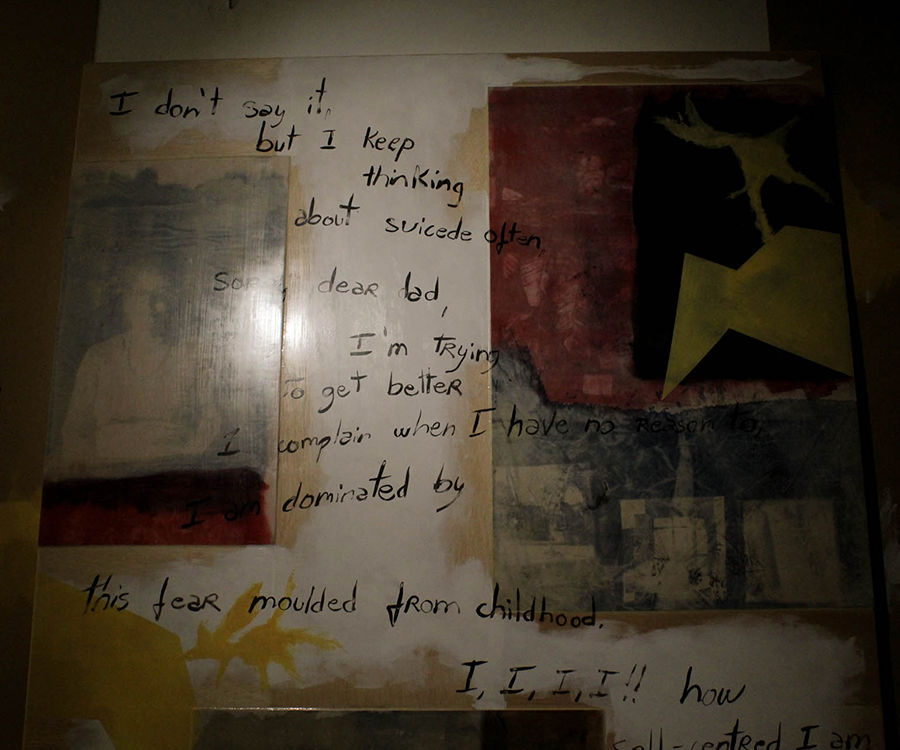 I don't say it,
but I keep
thinking
about suicede often,
Sorry dear dad,
I'm trying
To get better
I complain when I have no reason to,
I am dominated by
this fear moulded from childhood.
I, I, I, I!! how
self-centred I am